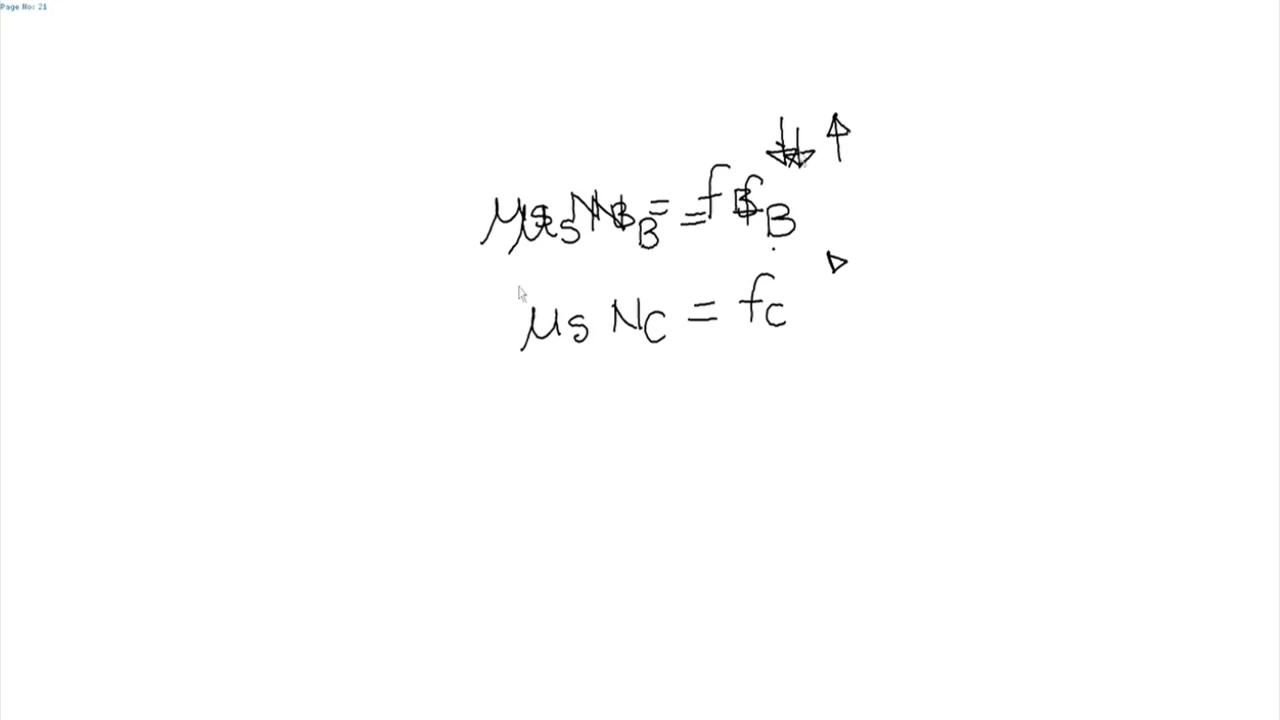 Page No: 21
μs NB = fB
μs NC = fC